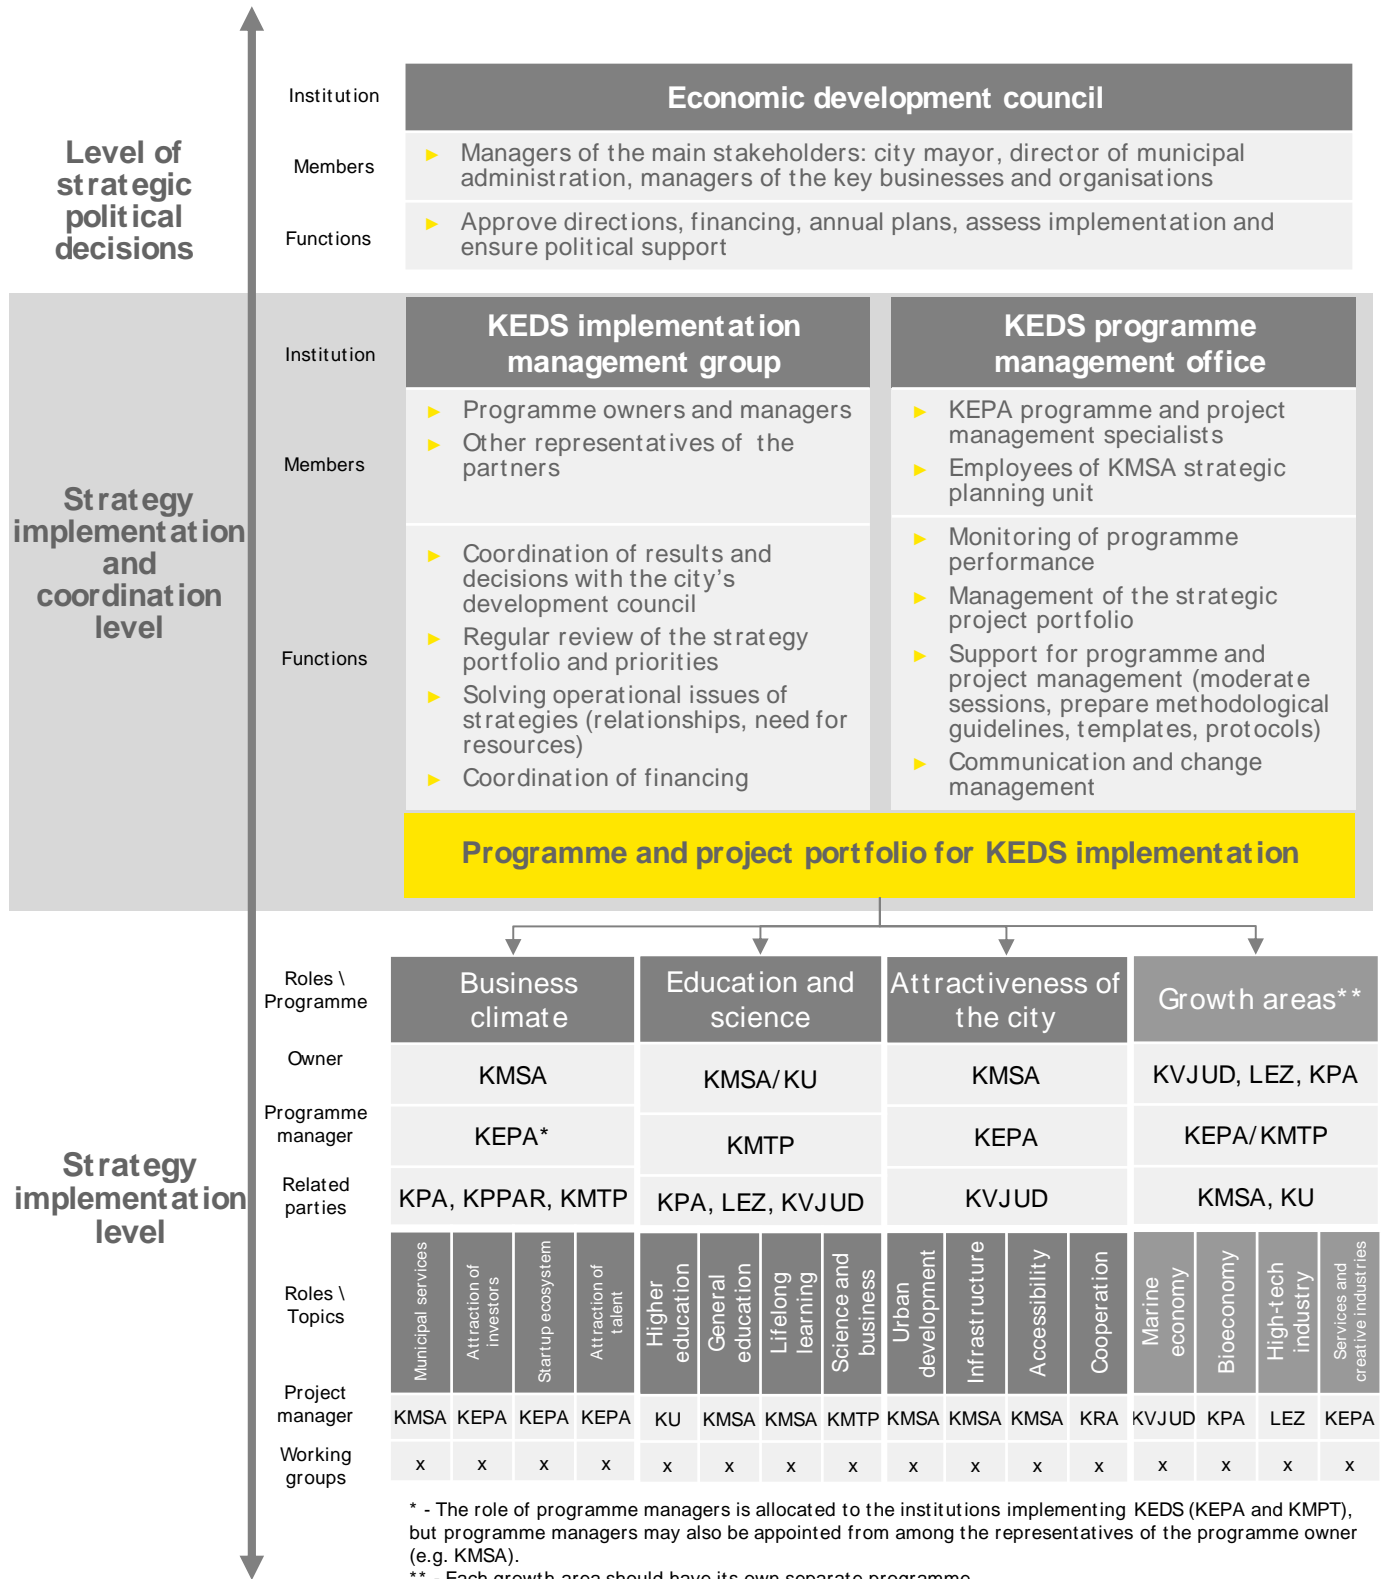 Institution
Economic development council
Level of
strategic
political
decisions
Members
► Managers of the main stakeholders: city mayor, director of municipal
administration, managers of the key businesses and organisations
Functions
► Approve directions, financing, annual plans, assess implementation and
ensure political support
Strategy
implementation
and
coordination
level
Institution
KEDS implementation
management group
KEDS programme
management office
Members
► Programme owners and managers
► Other representatives of the
partners
► KEPA programme and project
management specialists
► Employees of KMSA strategic
planning unit
Functions
► Coordination of results and
decisions with the city’s
development council
► Regular review of the strategy
portfolio and priorities
► Solving operational issues of
strategies (relationships, need for
resources)
► Coordination of financing
► Monitoring of programme
performance
► Management of the strategic
project portfolio
► Support for programme and
project management (moderate
sessions, prepare methodological
guidelines, templates, protocols)
► Communication and change
management
Programme and project portfolio for KEDS implementation
Strategy
implementation
level
Roles \
Programme
Business
climate
Education and
science
Attractiveness of
the city
Growth areas**
Owner
KMSA
KMSA/KU
KMSA
KVJUD, LEZ, KPA
Programme
manager
KEPA*
KMTP
KEPA
KEPA/KMTP
Related
parties
KPA, KPPAR, KMTP
KPA, LEZ, KVJUD
KVJUD
KMSA, KU
Roles \
Topics
Municipal services
Attraction of
investors
Startup ecosystem
Attraction of
talent
Higher
education
General
education
Lifelong
learning
Science and
business
Urban
development
Infrastructure
Accessibility
Cooperation
Marine
economy
Bioeconomy
High-tech
industry
Services and
creative industries
Project
manager
KMSA KEPA KEPA KEPA KU KMSA KMSA KMTP KMSA KMSA KMSA KRA KVJUD KPA LEZ KEPA
Working
groups
x x x x x x x x x x x x x x x x
* - The role of programme managers is allocated to the institutions implementing KEDS (KEPA and KMPT),
but programme managers may also be appointed from among the representatives of the programme owner
(e.g. KMSA).
** - Each growth area should have its own separate programme